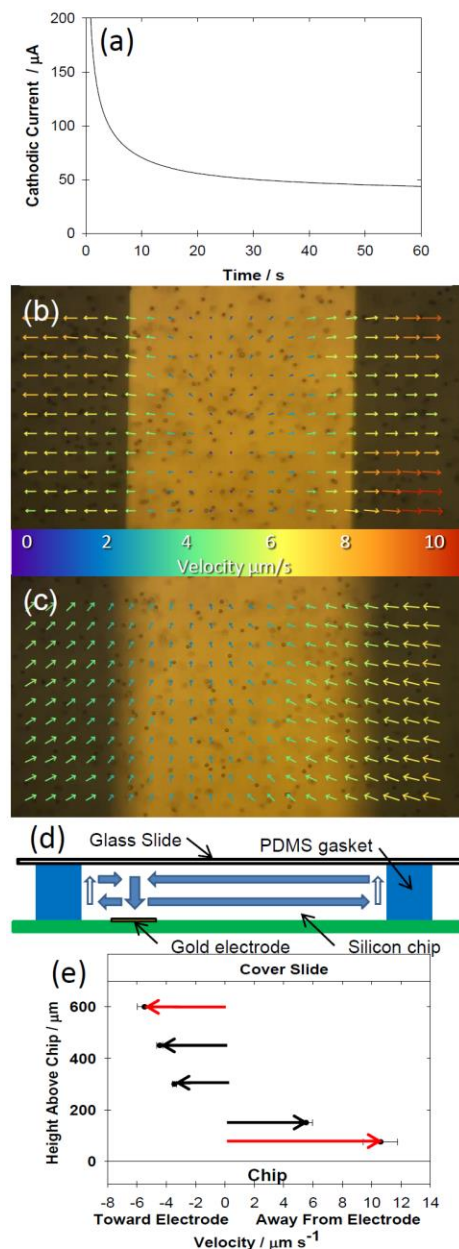 (a)
200
150
100
50
0
Cathodic Current / µA
0 10 20 30 40 50 60
Time / s
(b)
0 2 4 6 8 10
Velocity µm/s
(c)
(d)
Glass Slide
PDMS gasket
Gold electrode
Silicon chip
(e)
Cover Slide
600
400
200
0
Height Above Chip / µm
Chip
-8 -6 -4 -2 0 2 4 6 8 10 12 14
Toward Electrode Away From Electrode
Velocity / µm s⁻¹